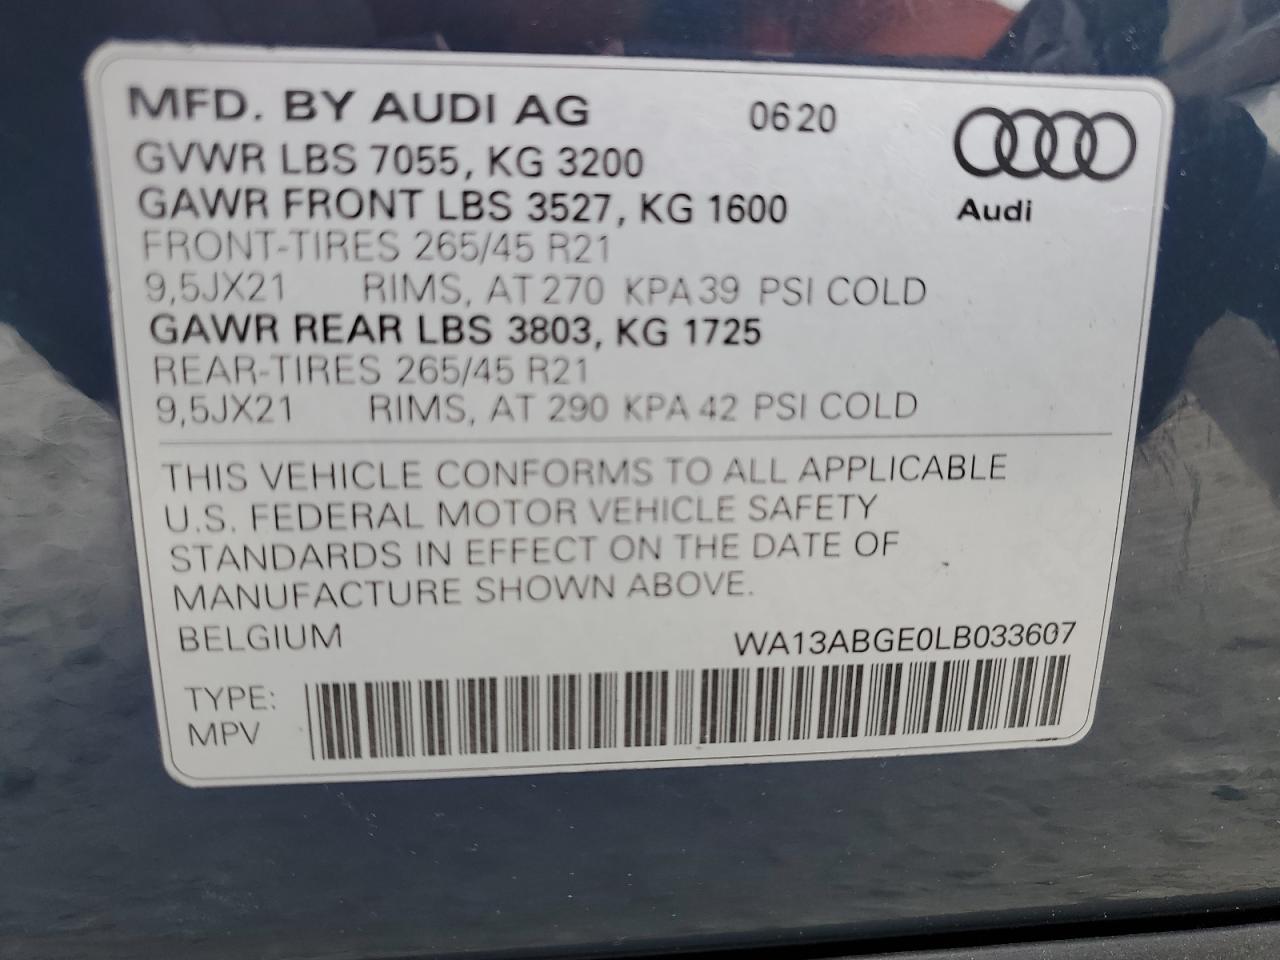 MFD. BY AUDI AG 0620
GVWR LBS 7055, KG 3200
GAWR FRONT LBS 3527, KG 1600
Audi
FRONT-TIRES 265/45 R21
9,5JX21 RIMS, AT 270 KPA 39 PSI COLD
GAWR REAR LBS 3803, KG 1725
REAR-TIRES 265/45 R21
9,5JX21 RIMS, AT 290 KPA 42 PSI COLD
THIS VEHICLE CONFORMS TO ALL APPLICABLE
U.S. FEDERAL MOTOR VEHICLE SAFETY
STANDARDS IN EFFECT ON THE DATE OF
MANUFACTURE SHOWN ABOVE.
BELGIUM WA13ABGE0LB033607
TYPE:
MPV